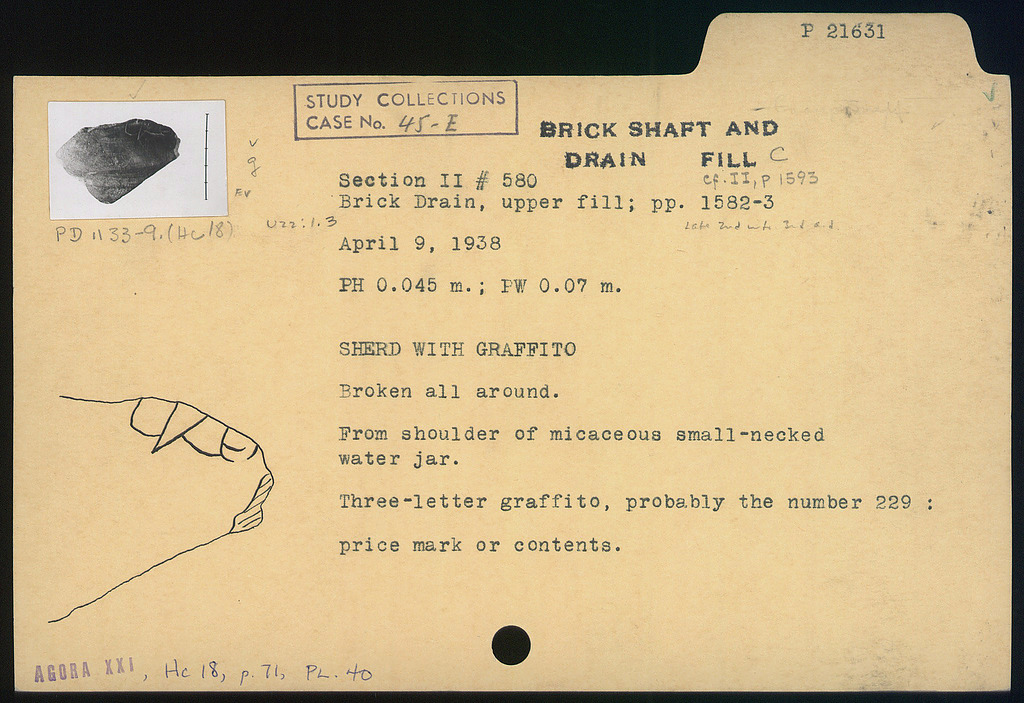 P 21631
STUDY COLLECTIONS
CASE No. 45-E
BRICK SHAFT AND
DRAIN FILL C
cf. II, p 1593
Section II # 580
Brick Drain, upper fill; pp. 1582-3
U22:1.3
PD 1133-9. (Hc 18)
April 9, 1938
PH 0.045 m.; PW 0.07 m.
SHERD WITH GRAFFITO
Broken all around.
From shoulder of micaceous small-necked
water jar.
Three-letter graffito, probably the number 229 :
price mark or contents.
AGORA XXI, Hc 18, p. 71, PL. 40